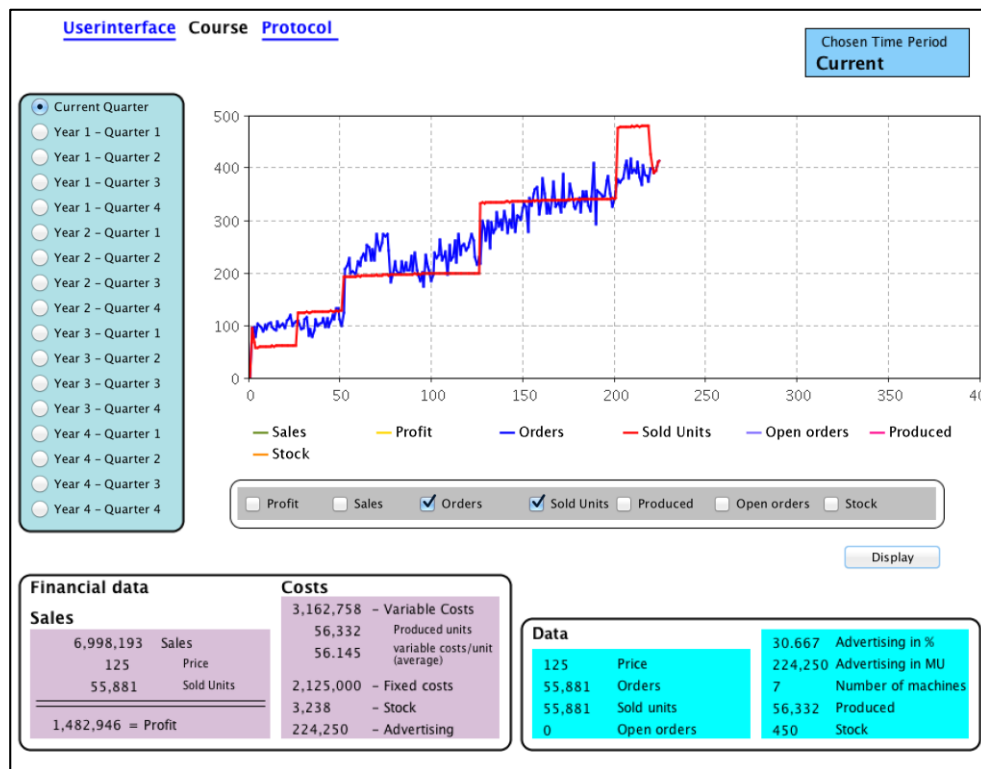 Userinterface Course Protocol
Chosen Time Period
Current
Current Quarter
Year 1 - Quarter 1
Year 1 - Quarter 2
Year 1 - Quarter 3
Year 1 - Quarter 4
Year 2 - Quarter 1
Year 2 - Quarter 2
Year 2 - Quarter 3
Year 2 - Quarter 4
Year 3 - Quarter 1
Year 3 - Quarter 2
Year 3 - Quarter 3
Year 3 - Quarter 4
Year 4 - Quarter 1
Year 4 - Quarter 2
Year 4 - Quarter 3
Year 4 - Quarter 4
500
400
300
200
100
0
0 50 100 150 200 250 300 350 40
Sales Profit Orders Sold Units Open orders Produced
Stock
Profit Sales Orders Sold Units Produced Open orders Stock
Display
Financial data
Sales
6,998,193 Sales
125 Price
55,881 Sold Units
1,482,946 = Profit
Costs
3,162,758 - Variable Costs
56,332 Produced units
56.145 variable costs/unit
(average)
2,125,000 - Fixed costs
3,238 - Stock
224,250 - Advertising
Data
125 Price
55,881 Orders
55,881 Sold units
0 Open orders
30.667 Advertising in %
224,250 Advertising in MU
7 Number of machines
56,332 Produced
450 Stock